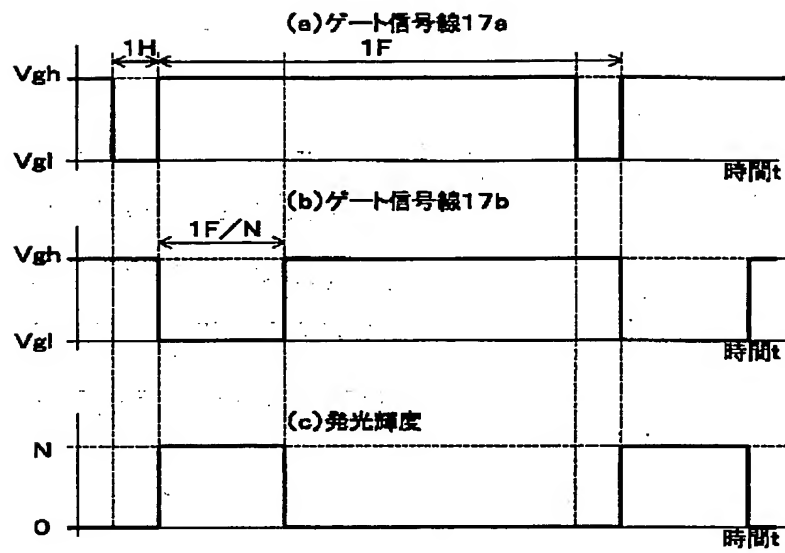 (a)ゲート信号線17a
1H
1F
Vgh
Vgl
時間t
(b)ゲート信号線17b
1F/N
Vgh
Vgl
時間t
(c)発光輝度
N
0
時間t